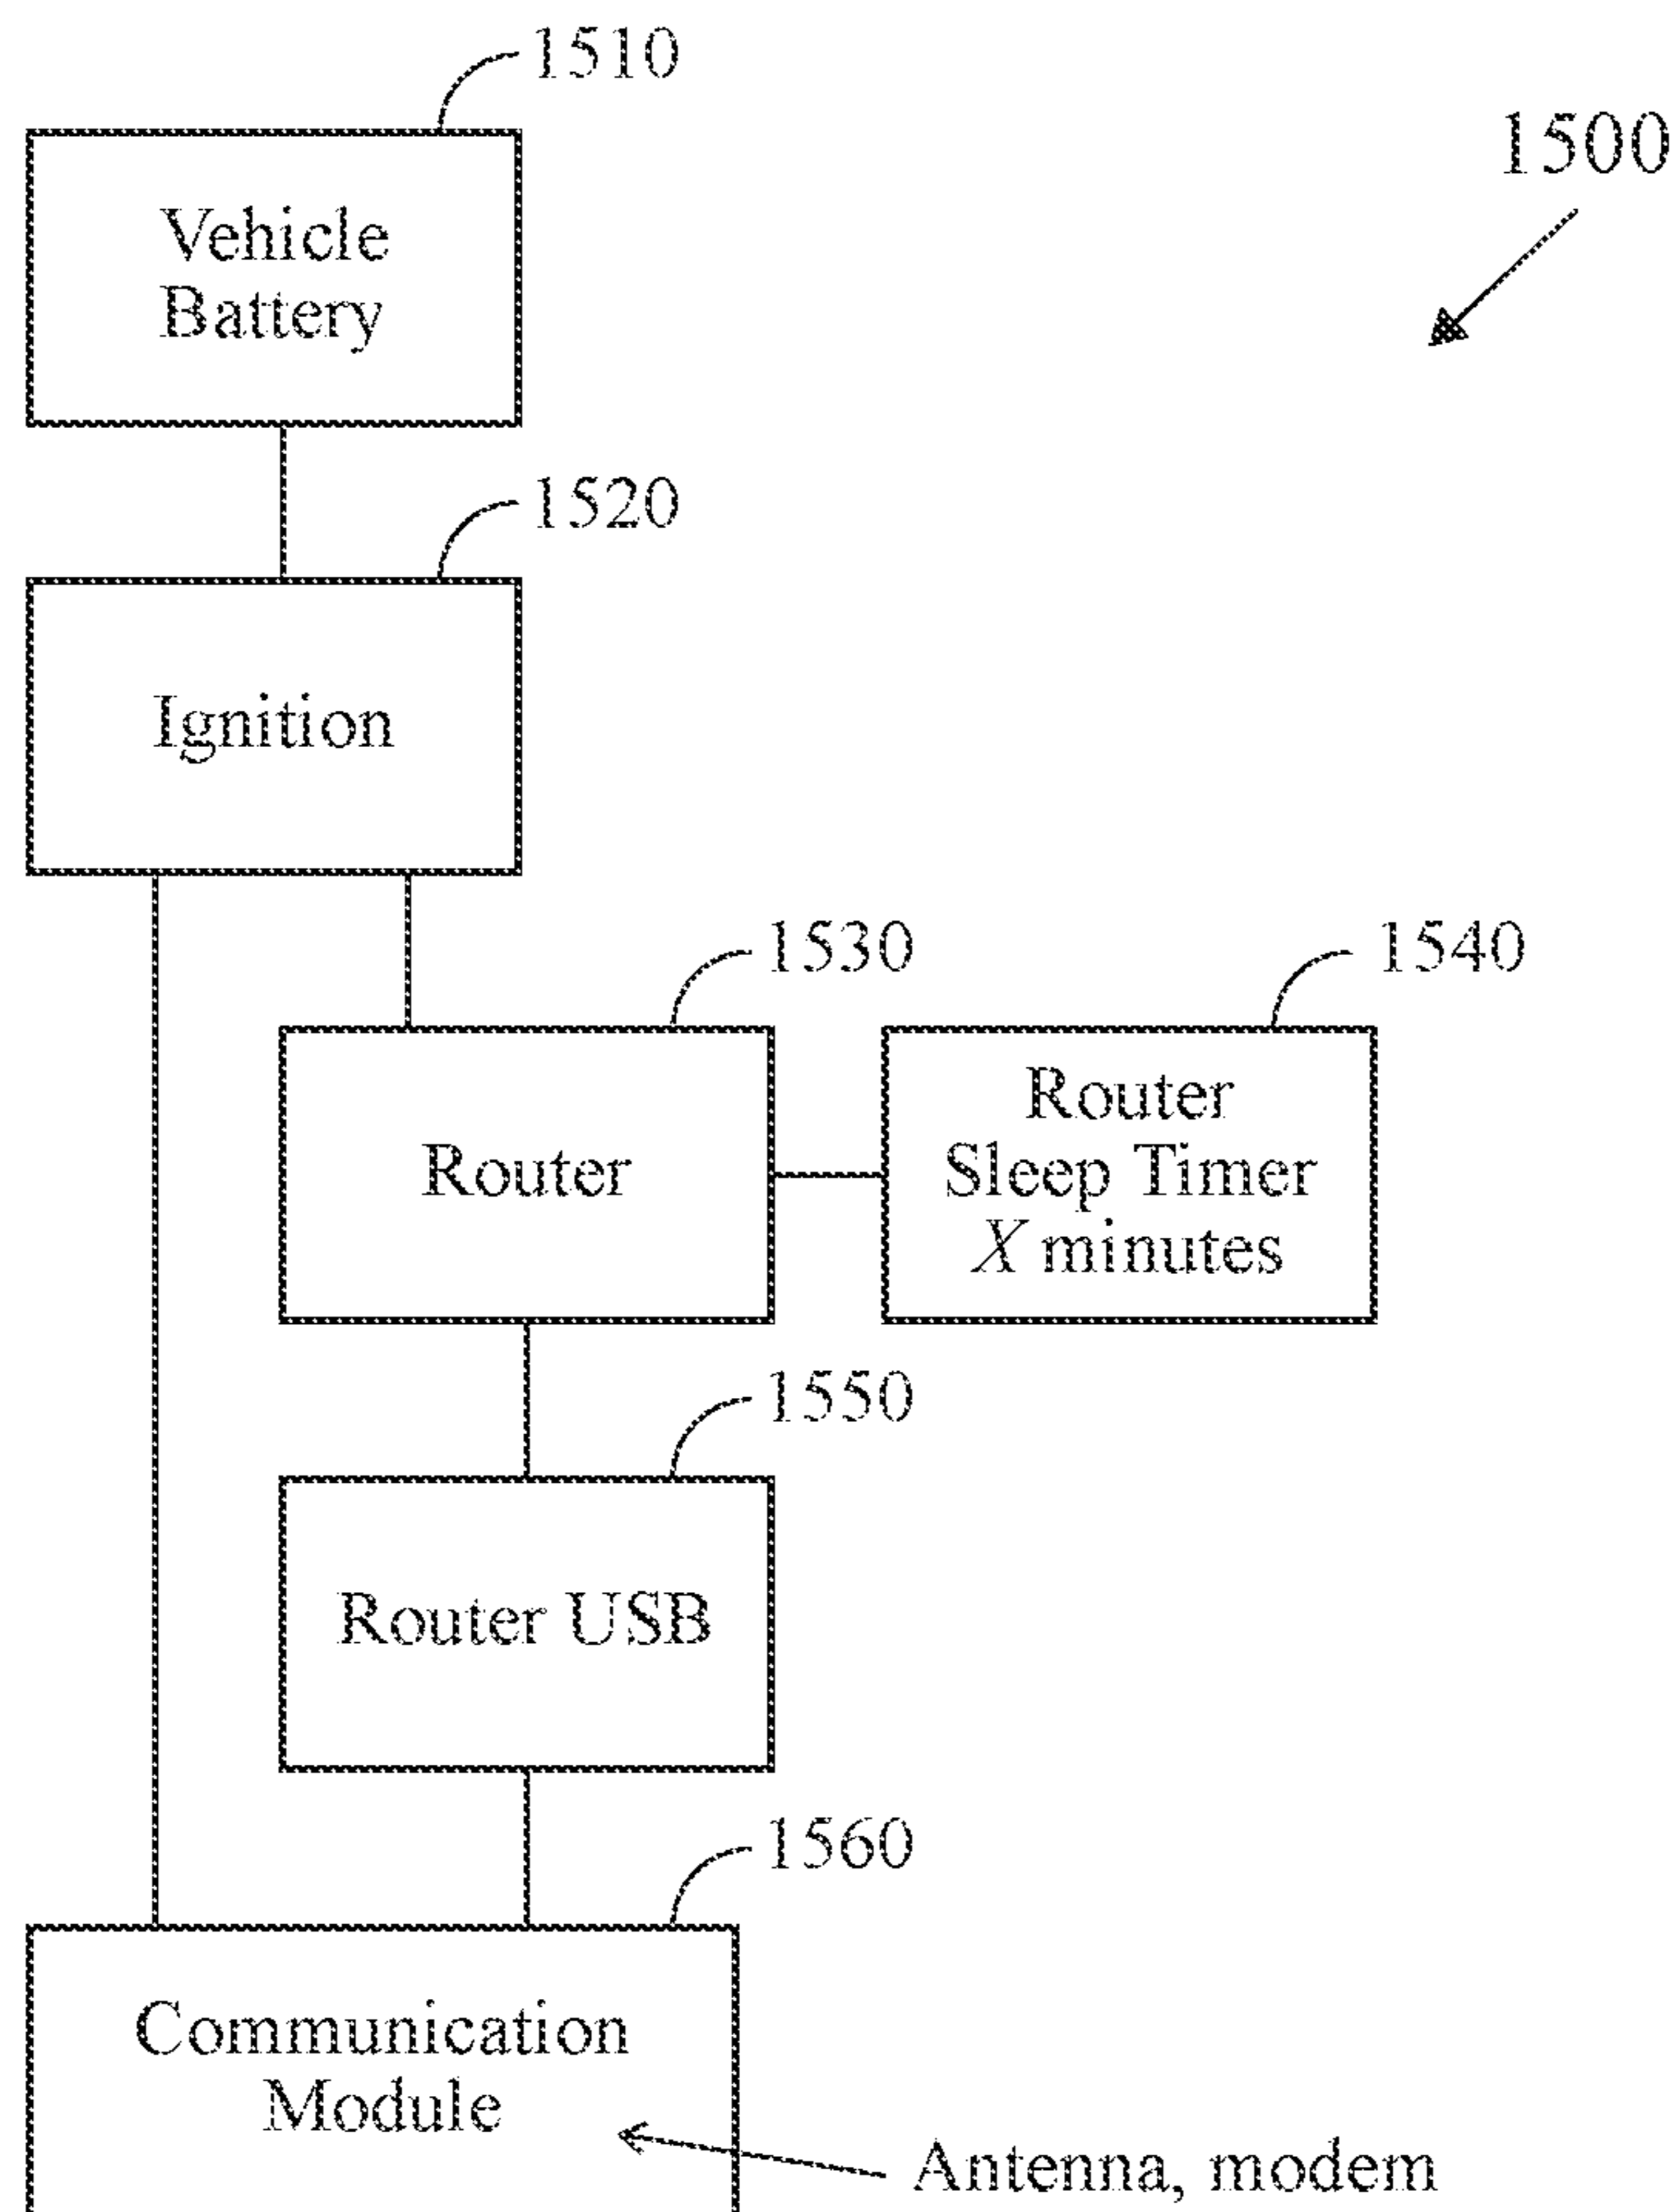 1510
1500
Vehicle
Battery
1520
Ignition
1530
1540
Router
Router
Sleep Timer
X minutes
1550
Router USB
1560
Communication
Module
Antenna, modem